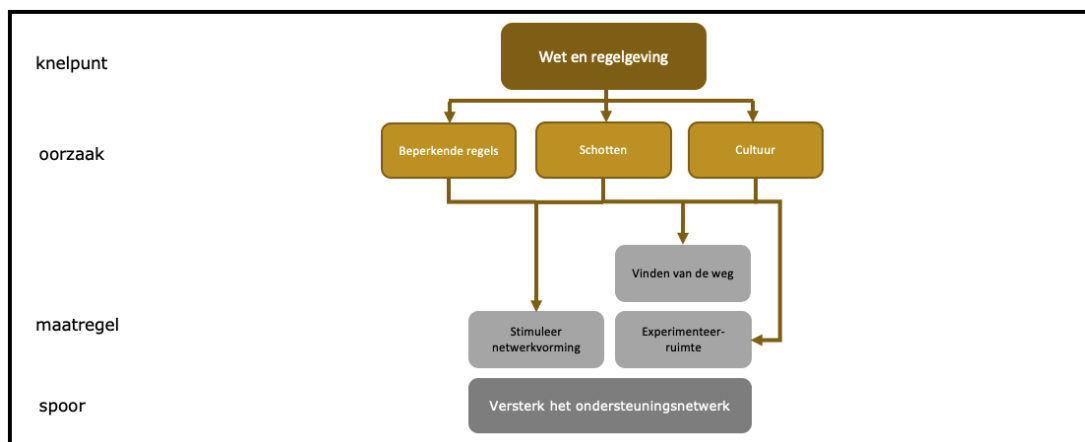 knelpunt
Wet en regelgeving
oorzaak
Beperkende regels
Schotten
Cultuur
Vinden van de weg
maatregel
Stimuleer
netwerkvorming
Experimenteer-
ruimte
spoor
Versterk het ondersteuningsnetwerk